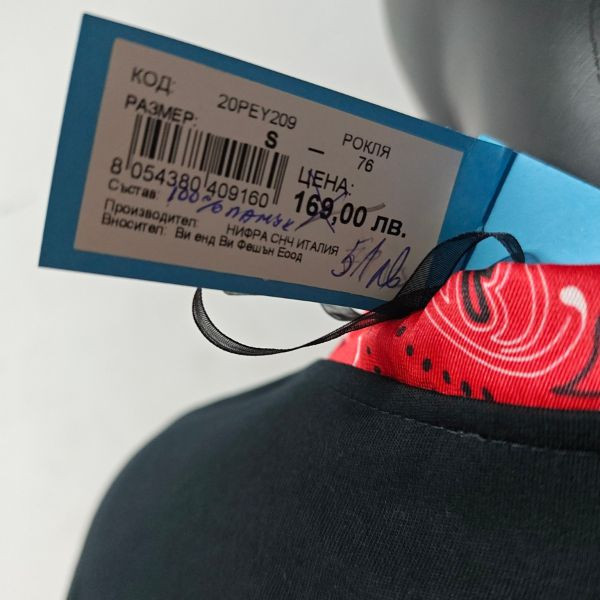 КОД: 20PEY209 РОКЛЯ
РАЗМЕР: S – 76
8 054380 409160 ЦЕНА:
169,00 ЛВ.
Състав: 100% ПАМУК
Производител: НИФРА СНЧ ИТАЛИЯ
Вносител: Ви енд Ви Фешън Еоод